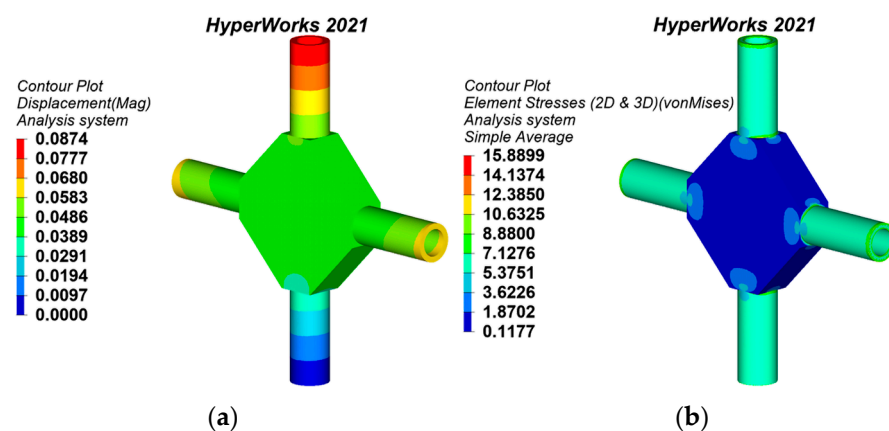 HyperWorks 2021
Contour Plot
Displacement(Mag)
Analysis system
0.0874
0.0777
0.0680
0.0583
0.0486
0.0389
0.0291
0.0194
0.0097
0.0000
(a)
HyperWorks 2021
Contour Plot
Element Stresses (2D & 3D)(vonMises)
Analysis system
Simple Average
15.8899
14.1374
12.3850
10.6325
8.8800
7.1276
5.3751
3.6226
1.8702
0.1177
(b)